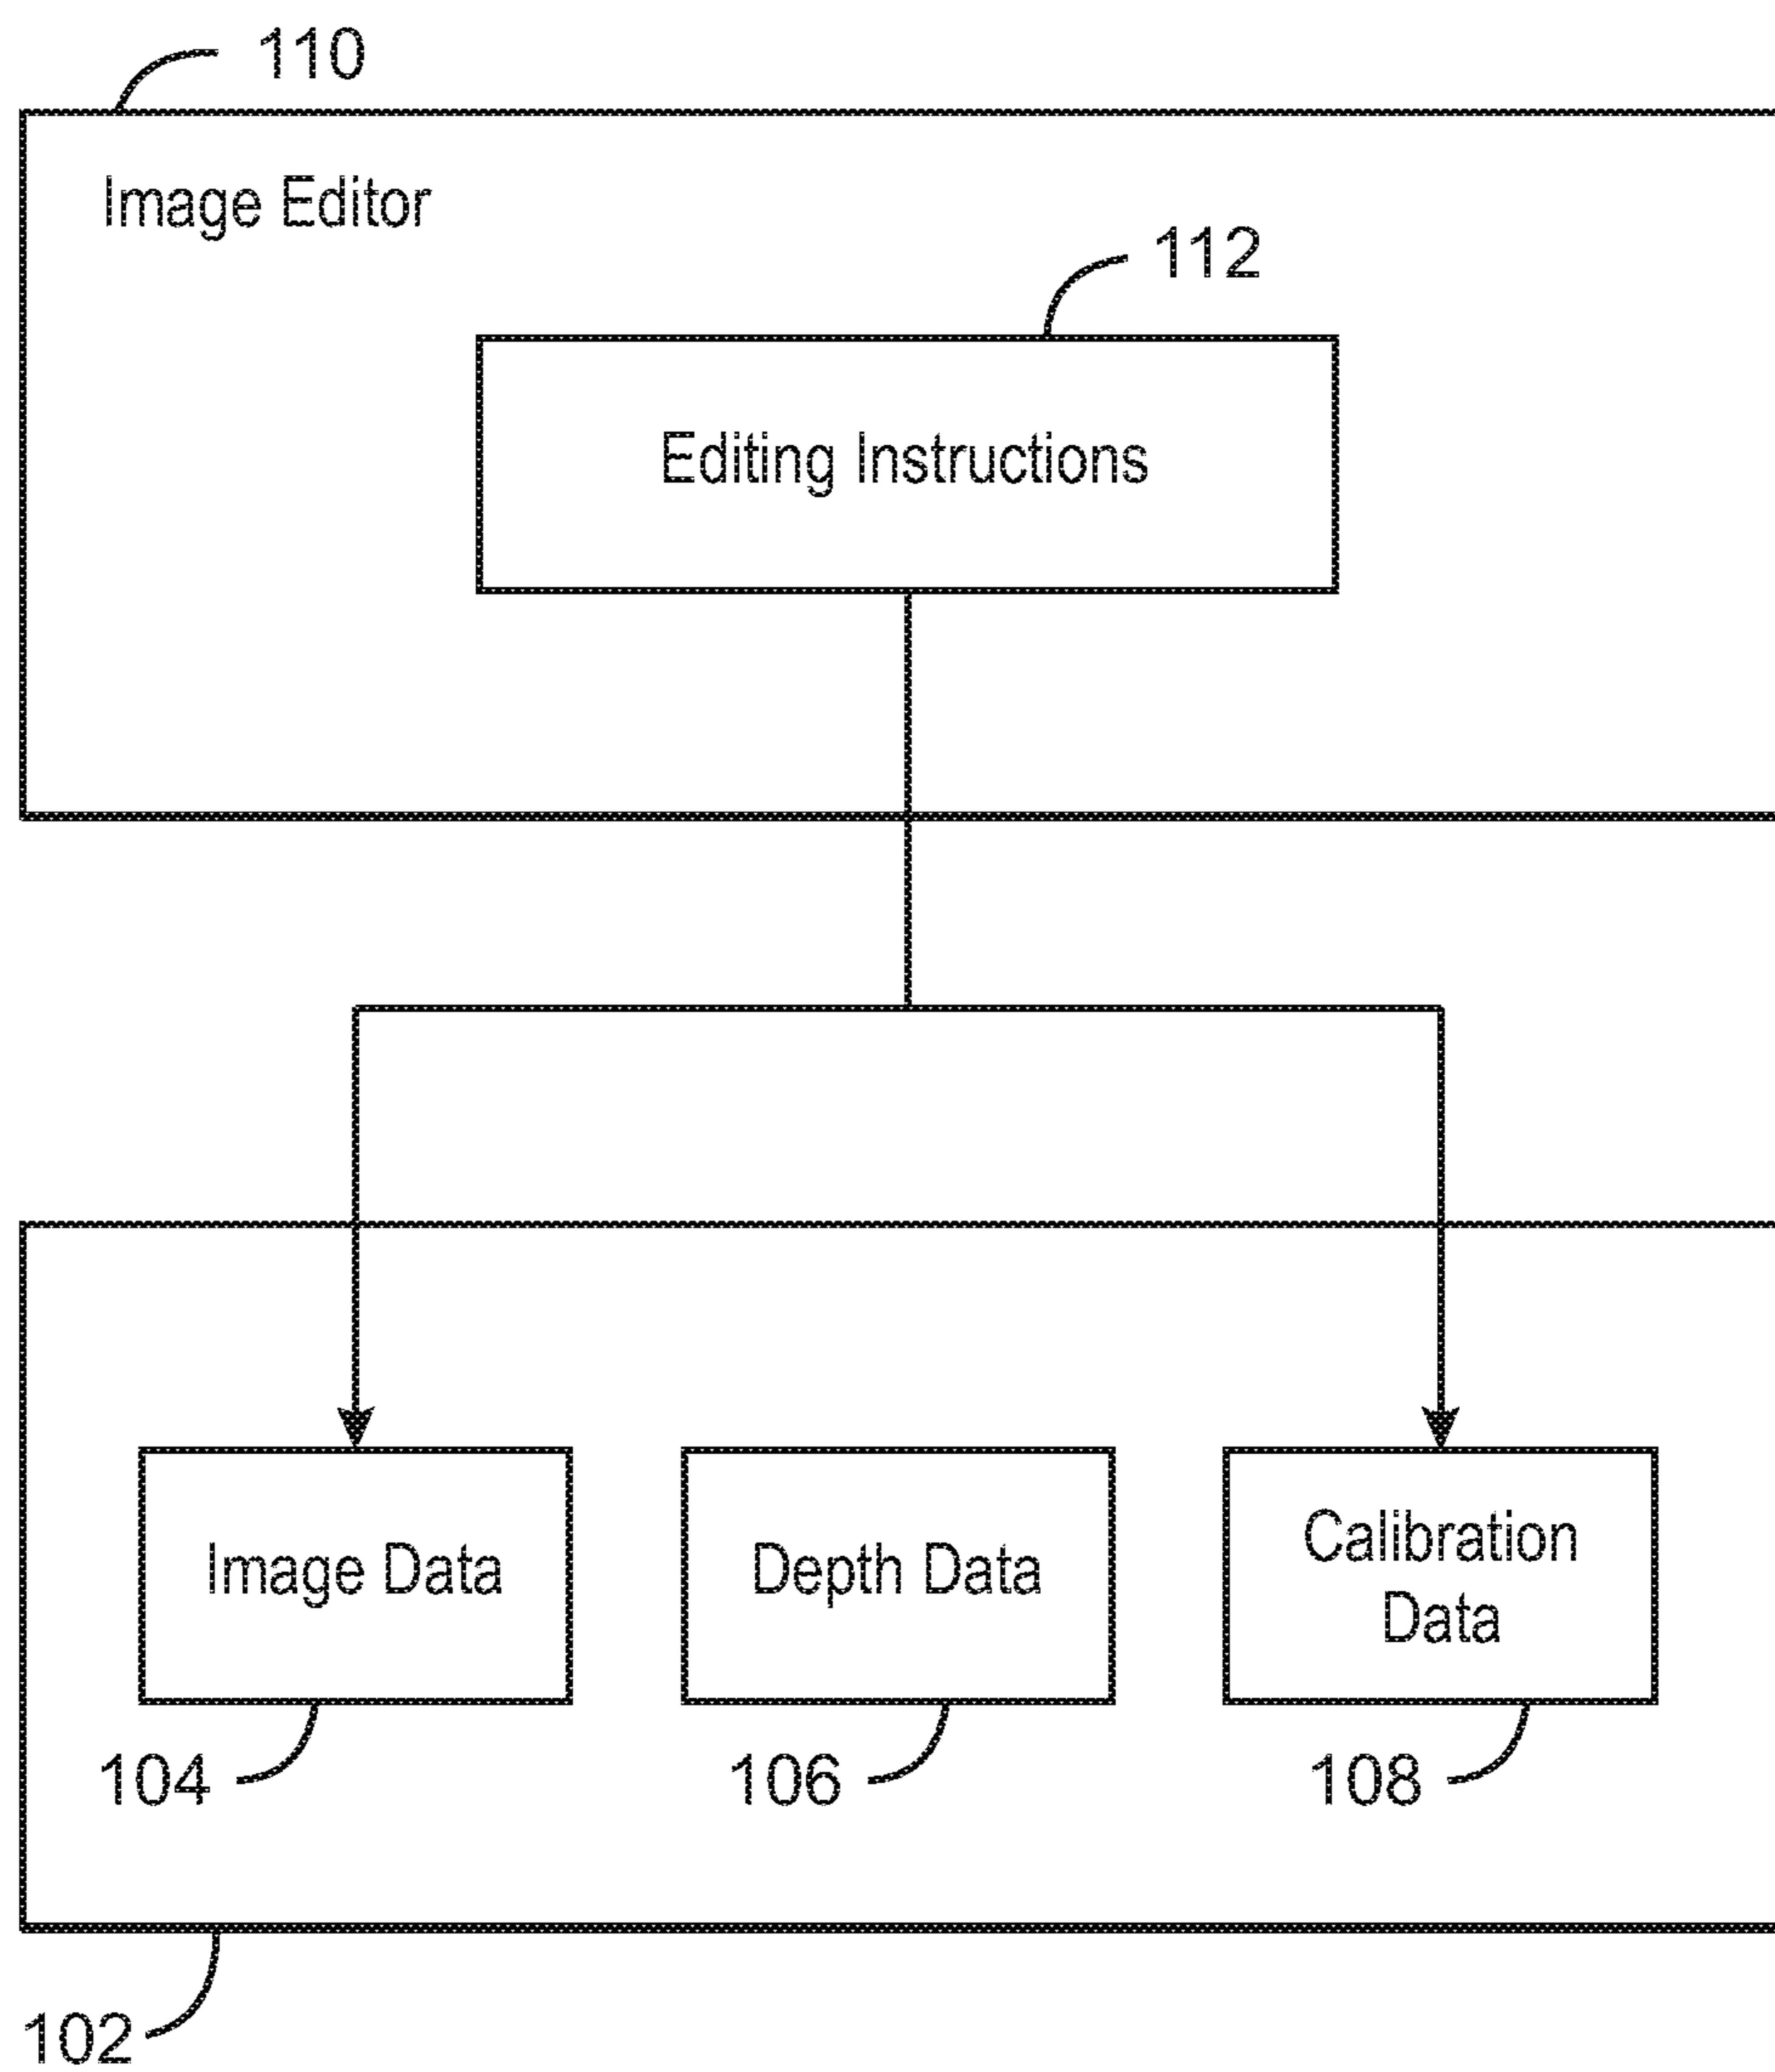 110
Image Editor
112
Editing Instructions
Image Data
Depth Data
Calibration
Data
104
106
108
102